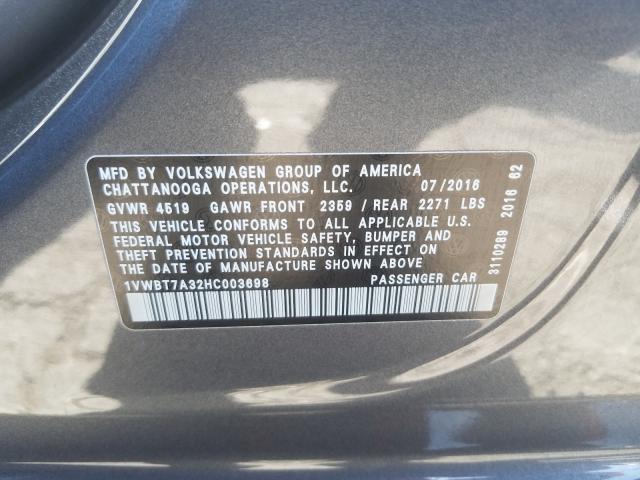 MFD BY VOLKSWAGEN GROUP OF AMERICA
CHATTANOOGA OPERATIONS, LLC. 07/2016
GVWR 4519 GAWR FRONT 2359 / REAR 2271 LBS
THIS VEHICLE CONFORMS TO ALL APPLICABLE U.S.
FEDERAL MOTOR VEHICLE SAFETY, BUMPER AND
THEFT PREVENTION STANDARDS IN EFFECT ON
THE DATE OF MANUFACTURE SHOWN ABOVE
1VWBT7A32HC003698 PASSENGER CAR
3110289 2016 62